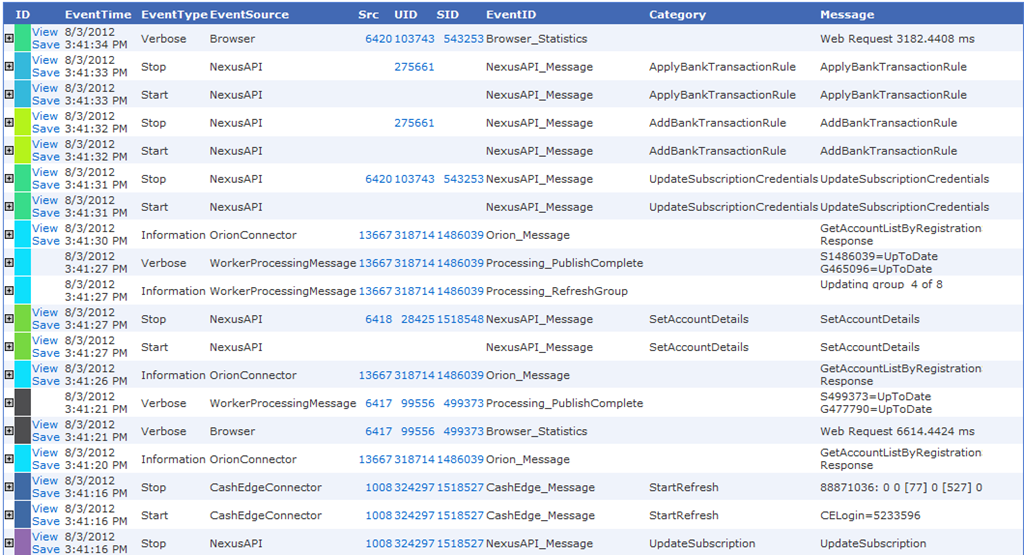 ID EventTime EventType EventSource Src UID SID EventID Category Message
View 8/3/2012
Save 3:41:34 PM Verbose Browser 6420 103743 543253 Browser_Statistics Web Request 3182.4408 ms
View 8/3/2012
Save 3:41:33 PM Stop NexusAPI 275661 NexusAPI_Message ApplyBankTransactionRule ApplyBankTransactionRule
View 8/3/2012
Save 3:41:33 PM Start NexusAPI NexusAPI_Message ApplyBankTransactionRule ApplyBankTransactionRule
View 8/3/2012
Save 3:41:32 PM Stop NexusAPI 275661 NexusAPI_Message AddBankTransactionRule AddBankTransactionRule
View 8/3/2012
Save 3:41:32 PM Start NexusAPI NexusAPI_Message AddBankTransactionRule AddBankTransactionRule
View 8/3/2012
Save 3:41:31 PM Stop NexusAPI 6420 103743 543253 NexusAPI_Message UpdateSubscriptionCredentials UpdateSubscriptionCredentials
View 8/3/2012
Save 3:41:31 PM Start NexusAPI NexusAPI_Message UpdateSubscriptionCredentials UpdateSubscriptionCredentials
View 8/3/2012 GetAccountListByRegistration
Save 3:41:30 PM Information OrionConnector 13667 318714 1486039 Orion_Message Response
8/3/2012 S1486039=UpToDate
3:41:27 PM Verbose WorkerProcessingMessage 13667 318714 1486039 Processing_PublishComplete G465096=UpToDate
8/3/2012 Updating group 4 of 8
3:41:27 PM Information WorkerProcessingMessage 13667 318714 1486039 Processing_RefreshGroup
View 8/3/2012
Save 3:41:27 PM Stop NexusAPI 6418 28425 1518548 NexusAPI_Message SetAccountDetails SetAccountDetails
View 8/3/2012
Save 3:41:27 PM Start NexusAPI NexusAPI_Message SetAccountDetails SetAccountDetails
View 8/3/2012 GetAccountListByRegistration
Save 3:41:26 PM Information OrionConnector 13667 318714 1486039 Orion_Message Response
8/3/2012 S499373=UpToDate
3:41:21 PM Verbose WorkerProcessingMessage 6417 99556 499373 Processing_PublishComplete G477790=UpToDate
View 8/3/2012
Save 3:41:21 PM Verbose Browser 6417 99556 499373 Browser_Statistics Web Request 6614.4424 ms
View 8/3/2012 GetAccountListByRegistration
Save 3:41:20 PM Information OrionConnector 13667 318714 1486039 Orion_Message Response
View 8/3/2012
Save 3:41:16 PM Stop CashEdgeConnector 1008 324297 1518527 CashEdge_Message StartRefresh 88871036: 0 0 [77] 0 [527] 0
View 8/3/2012
Save 3:41:16 PM Start CashEdgeConnector 1008 324297 1518527 CashEdge_Message StartRefresh CELogin=5233596
View 8/3/2012
Save 3:41:16 PM Stop NexusAPI 1008 324297 1518527 NexusAPI_Message UpdateSubscription UpdateSubscription